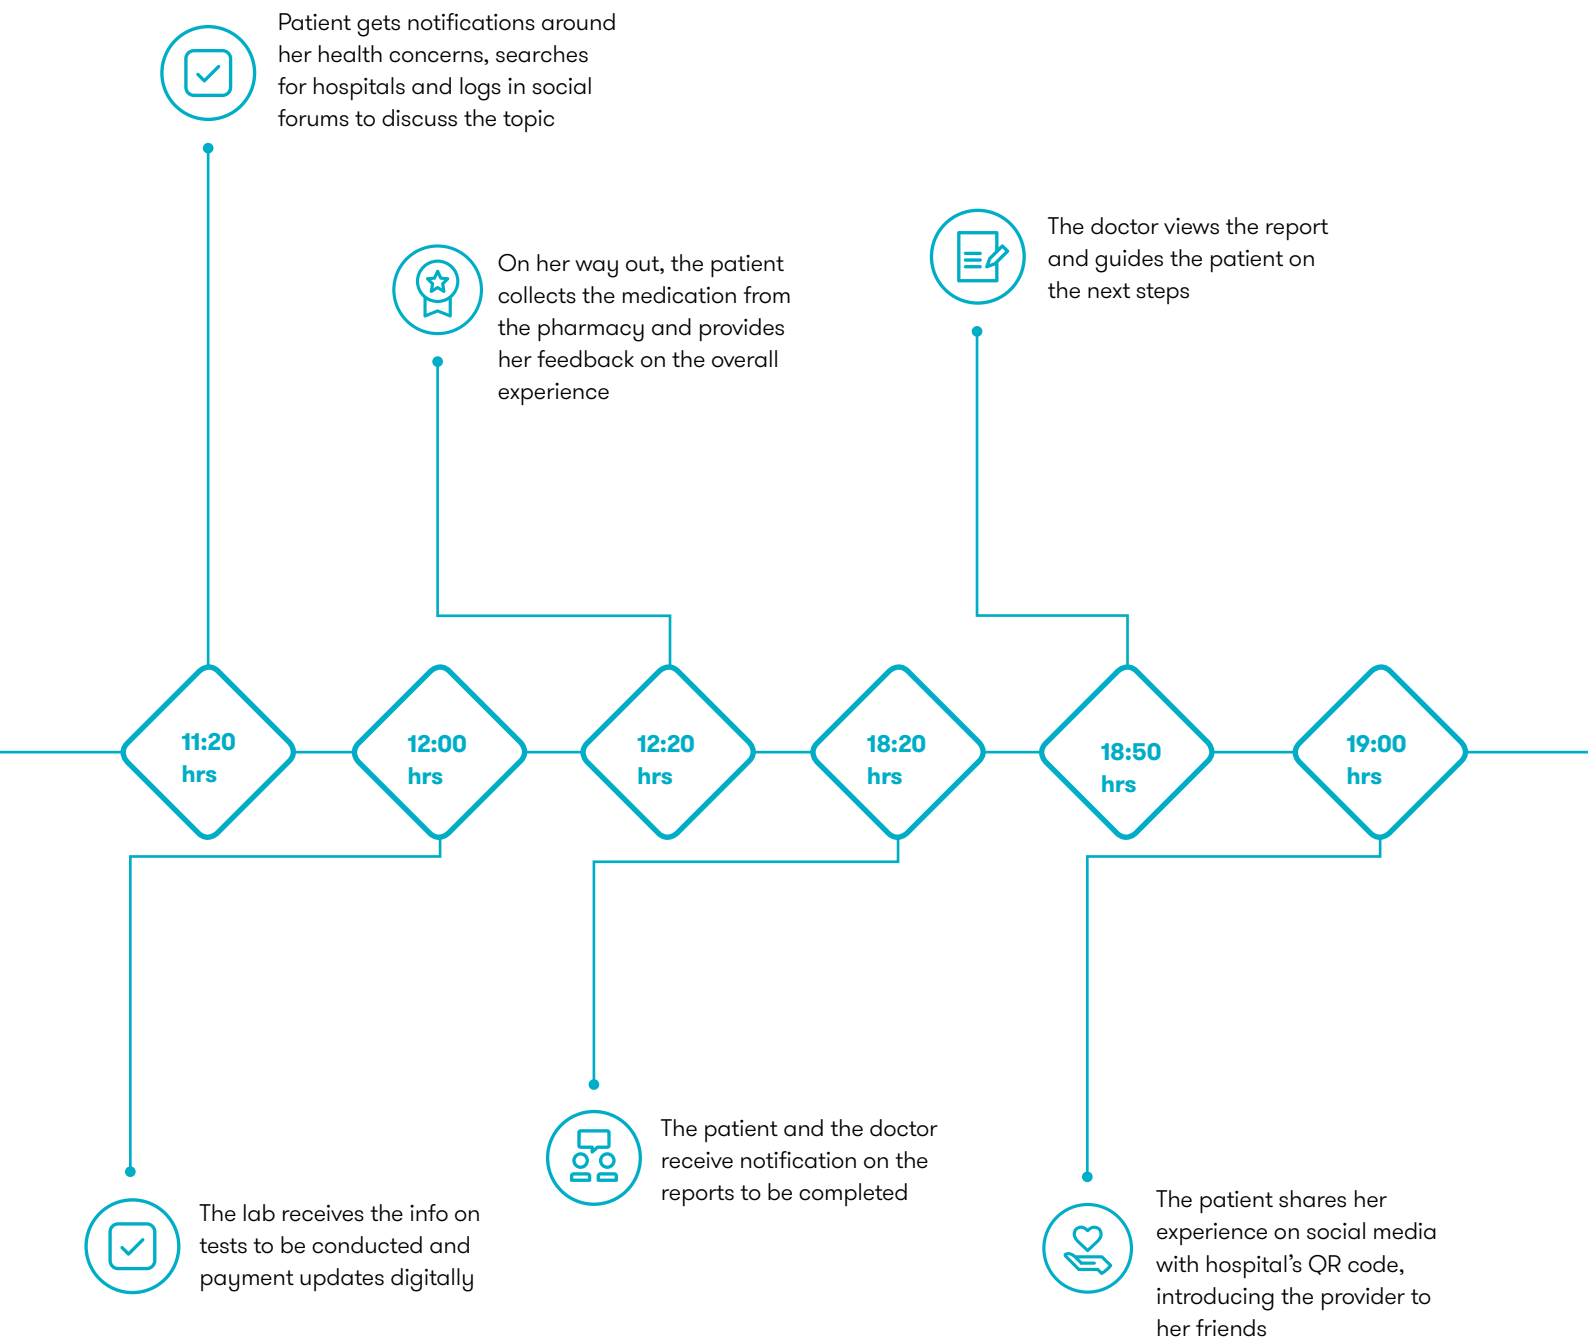 Patient gets notifications around
her health concerns, searches
for hospitals and logs in social
forums to discuss the topic
The doctor views the report
and guides the patient on
the next steps
On her way out, the patient
collects the medication from
the pharmacy and provides
her feedback on the overall
experience
11:20
hrs
12:00
hrs
12:20
hrs
18:20
hrs
18:50
hrs
19:00
hrs
The patient and the doctor
receive notification on the
reports to be completed
The lab receives the info on
tests to be conducted and
payment updates digitally
The patient shares her
experience on social media
with hospital's QR code,
introducing the provider to
her friends